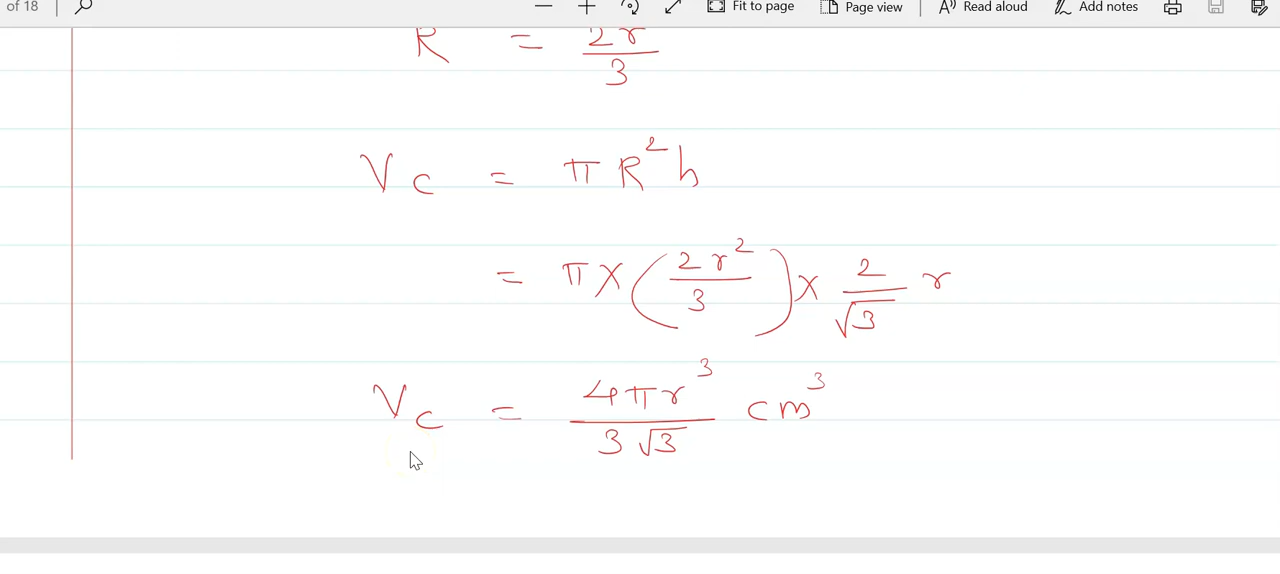 of 18 Fit to page Page view Read aloud Add notes
R = 2r/3
Vc = πR²h
= π × (2r²/3) × 2/√3 r
Vc = 4πr³/3√3 cm³